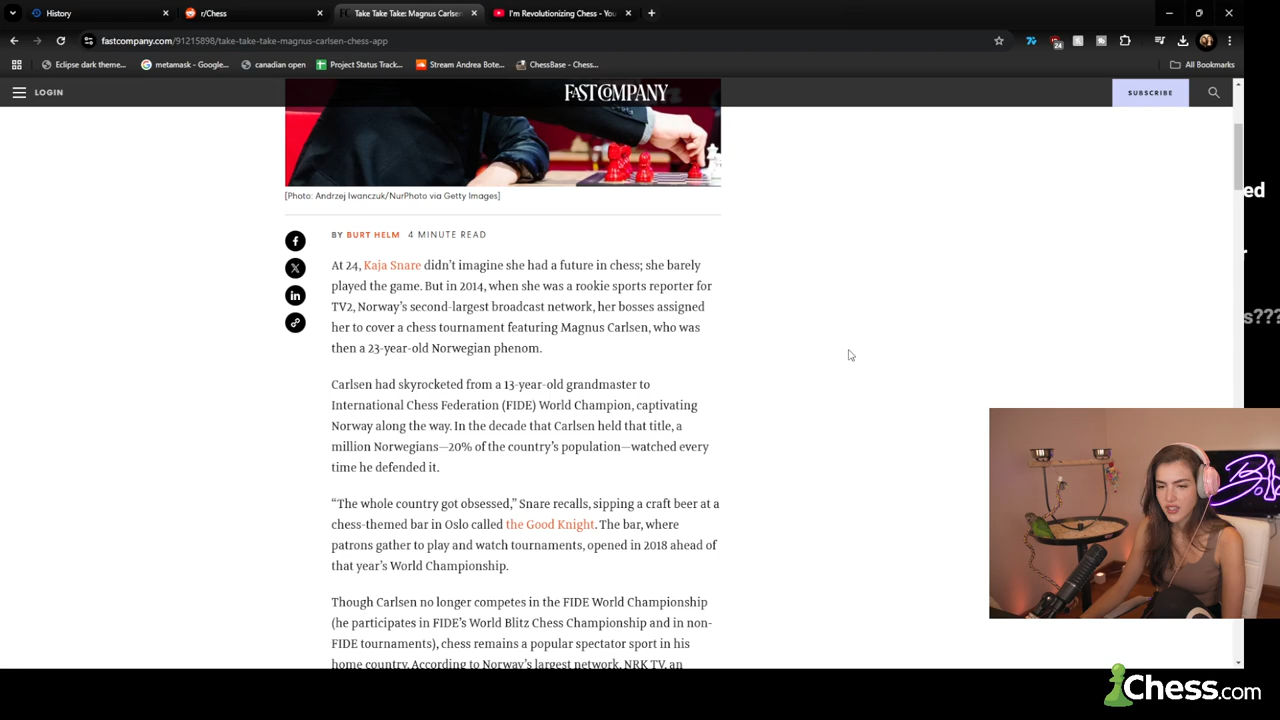 History
r/Chess
Take Take Take: Magnus Carlsen
I'm Revolutionizing Chess - You
fastcompany.com/91215898/take-take-take-magnus-carlsen-chess-app
24
Eclipse dark theme...
metamask - Google...
canadian open
Project Status Track...
Stream Andrea Bote...
ChessBase - Chess...
All Bookmarks
LOGIN
FAST COMPANY
SUBSCRIBE
[Photo: Andrzej Iwanczuk/NurPhoto via Getty Images]
BY BURT HELM 4 MINUTE READ
At 24, Kaja Snare didn’t imagine she had a future in chess; she barely
played the game. But in 2014, when she was a rookie sports reporter for
TV2, Norway’s second-largest broadcast network, her bosses assigned
her to cover a chess tournament featuring Magnus Carlsen, who was
then a 23-year-old Norwegian phenom.
Carlsen had skyrocketed from a 13-year-old grandmaster to
International Chess Federation (FIDE) World Champion, captivating
Norway along the way. In the decade that Carlsen held that title, a
million Norwegians—20% of the country’s population—watched every
time he defended it.
“The whole country got obsessed,” Snare recalls, sipping a craft beer at a
chess-themed bar in Oslo called the Good Knight. The bar, where
patrons gather to play and watch tournaments, opened in 2018 ahead of
that year’s World Championship.
Though Carlsen no longer competes in the FIDE World Championship
(he participates in FIDE’s World Blitz Chess Championship and in non-
FIDE tournaments), chess remains a popular spectator sport in his
home country. According to Norway’s largest network, NRK TV, an
ed
s???
Chess.com